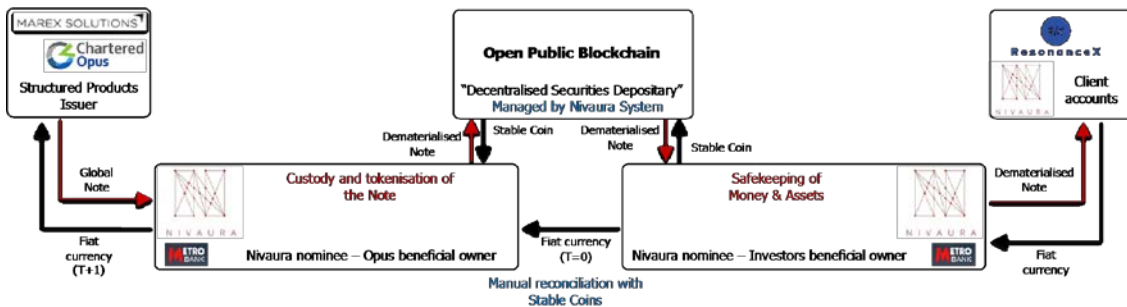 MAREX SOLUTIONS
Chartered
Opus
Structured Products
Issuer
Open Public Blockchain
"Decentralised Securities Depositary"
Managed by Nivaura System
ResonanceX
NIVAURA
Client
accounts
Global
Note
Dematerialised
Note
Stable Coin
Dematerialised
Note
Stable Coin
Dematerialised
Note
NIVAURA
Custody and tokenisation of
the Note
METRO
BANK
Nivaura nominee – Opus beneficial owner
Safekeeping of
Money & Assets
NIVAURA
Nivaura nominee – Investors beneficial owner
METRO
BANK
Fiat
currency
(T+1)
Fiat currency
(T=0)
Fiat
currency
Manual reconciliation with
Stable Coins